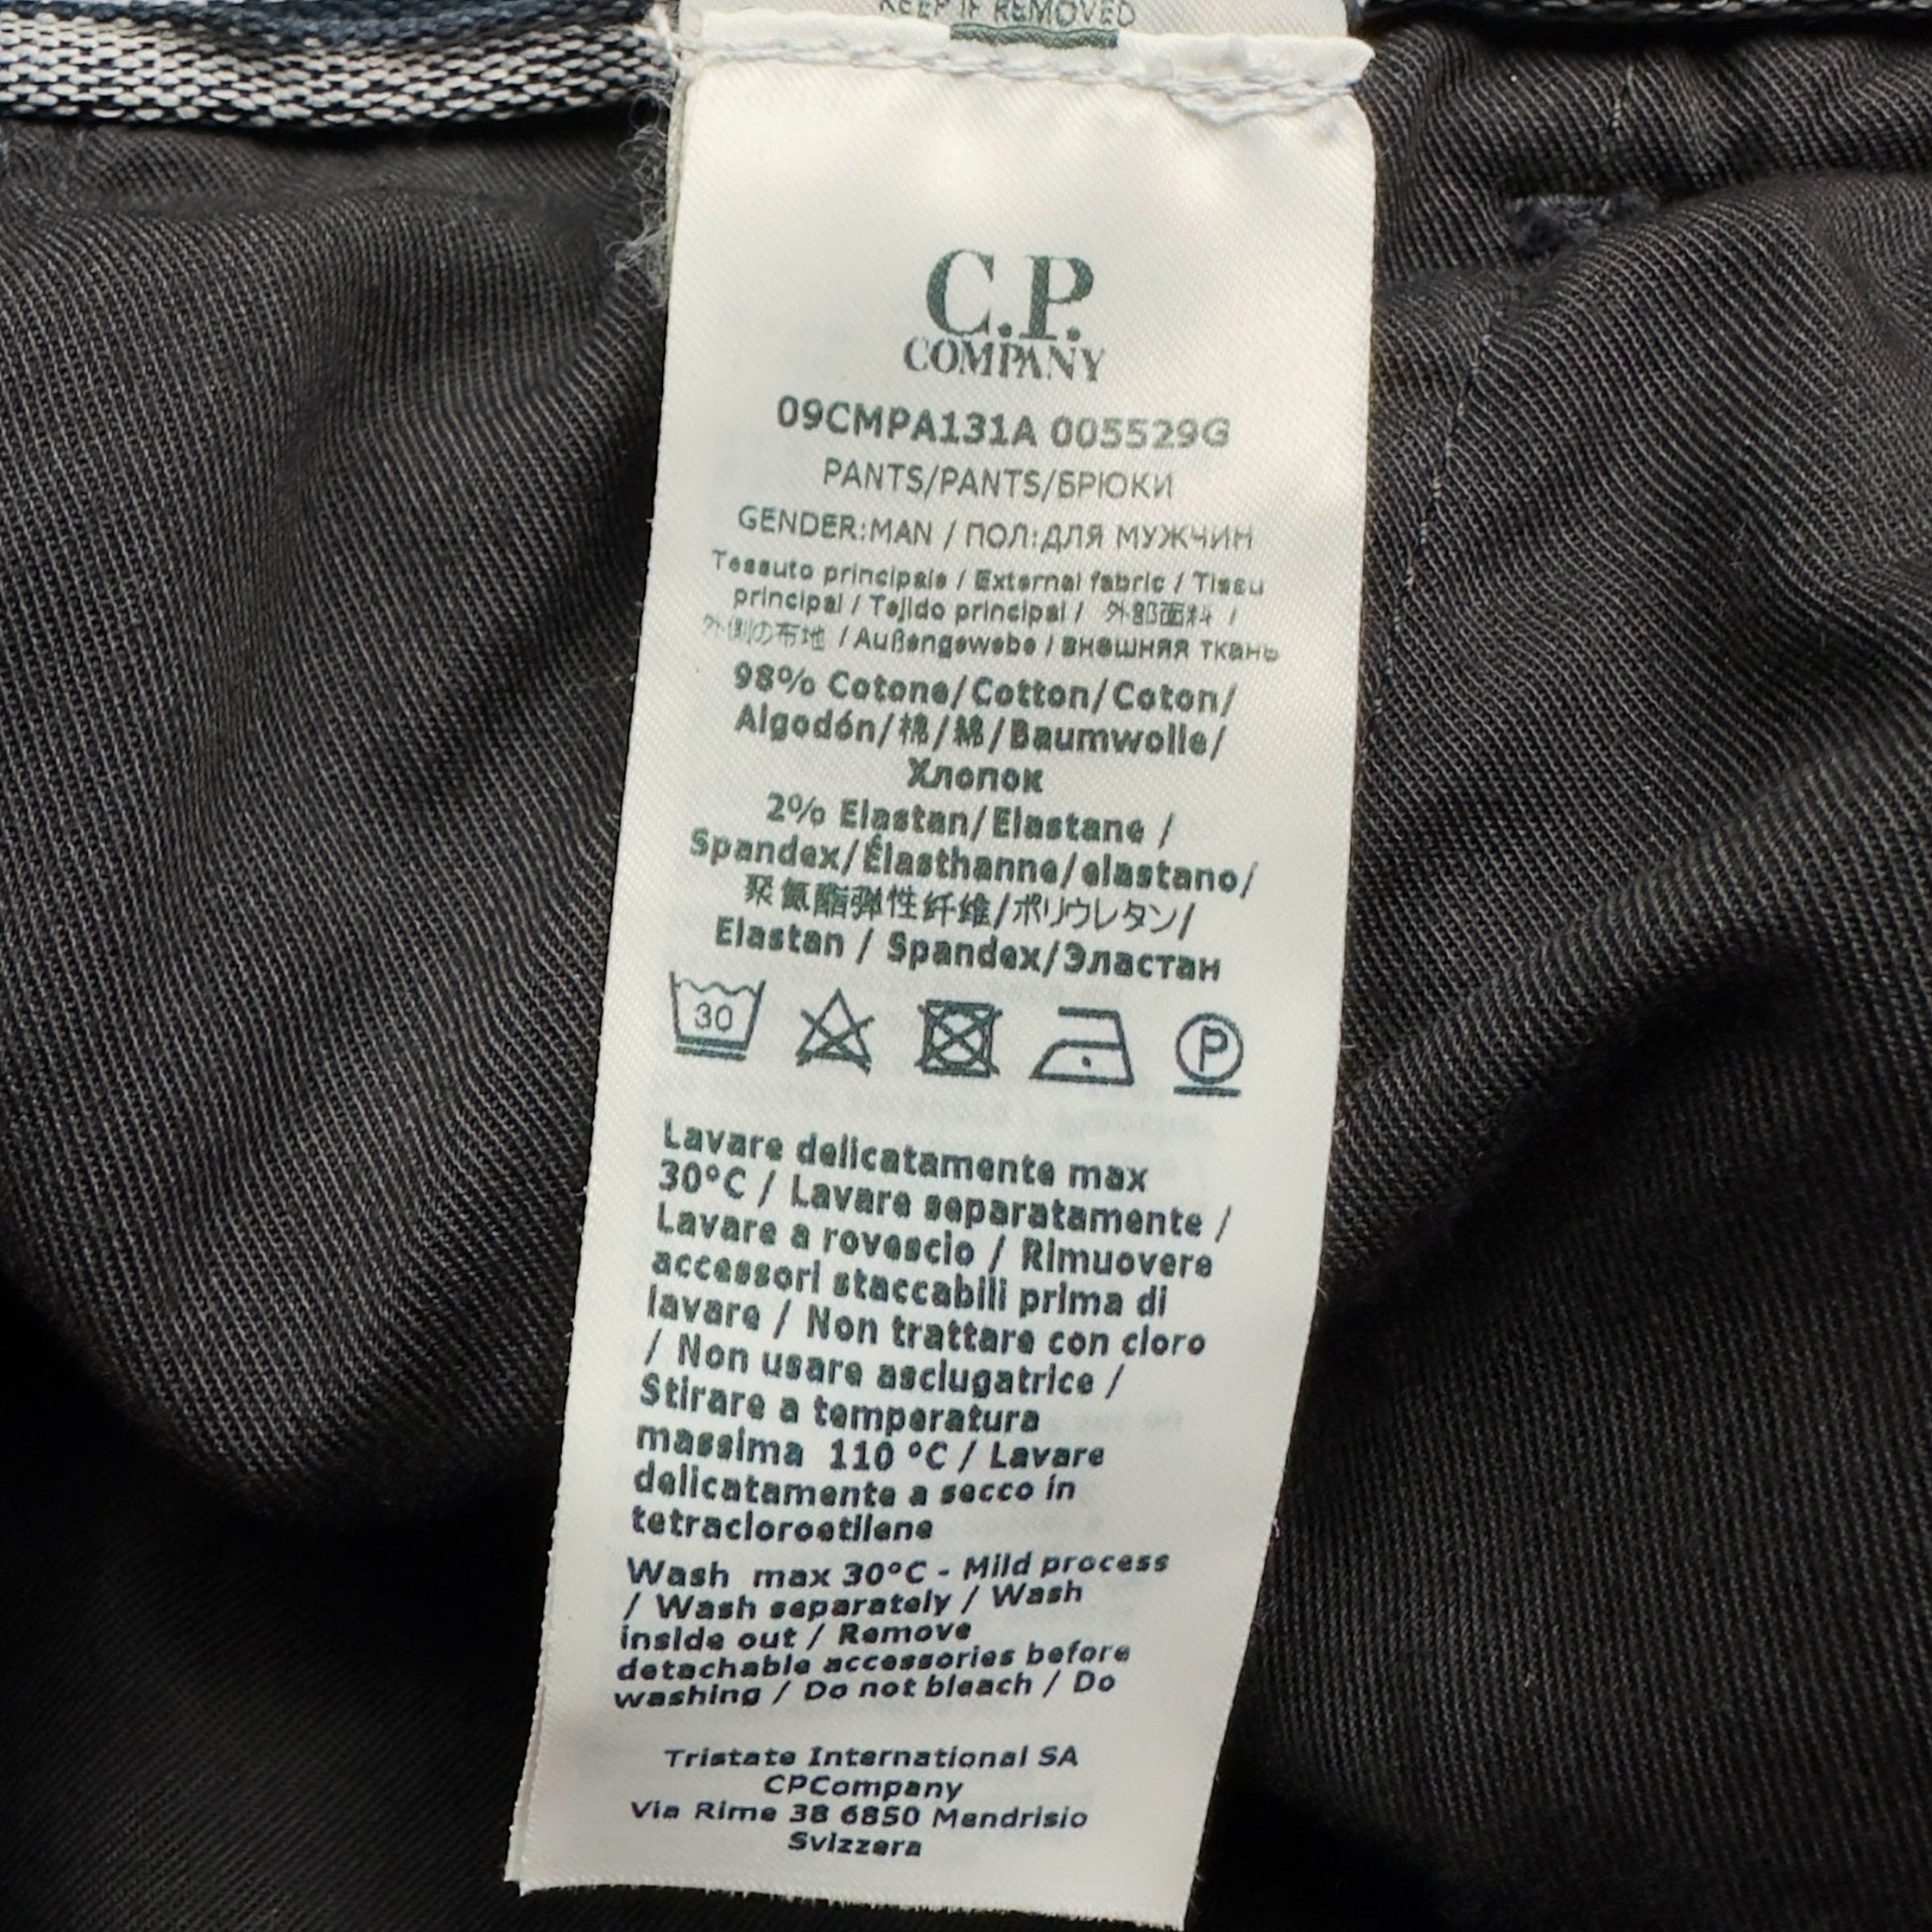 KEEP IF REMOVED
C.P.
COMPANY
09CMPA131A 005529G
PANTS/PANTS/БРЮКИ
GENDER:MAN / ПОЛ:ДЛЯ МУЖЧИН
Tessuto principale / External fabric / Tissu
principal / Tejido principal / 外部面料 /
外側の布地 / Außengewebe / внешняя ткань
98% Cotone/Cotton/Coton/
Algodón/棉/綿/Baumwolle/
Хлопок
2% Elastan/Elastane /
Spandex/Élasthanne/elastano/
聚氨酯弹性纤维/ポリウレタン/
Elastan / Spandex/Эластан
30
P
Lavare delicatamente max
30°C / Lavare separatamente /
Lavare a rovescio / Rimuovere
accessori staccabili prima di
lavare / Non trattare con cloro
/ Non usare asciugatrice /
Stirare a temperatura
massima 110 °C / Lavare
delicatamente a secco in
tetracloroetilene
Wash max 30°C - Mild process
/ Wash separately / Wash
inside out / Remove
detachable accessories before
washing / Do not bleach / Do
Tristate International SA
CPCompany
Via Rime 38 6850 Mendrisio
Svizzera